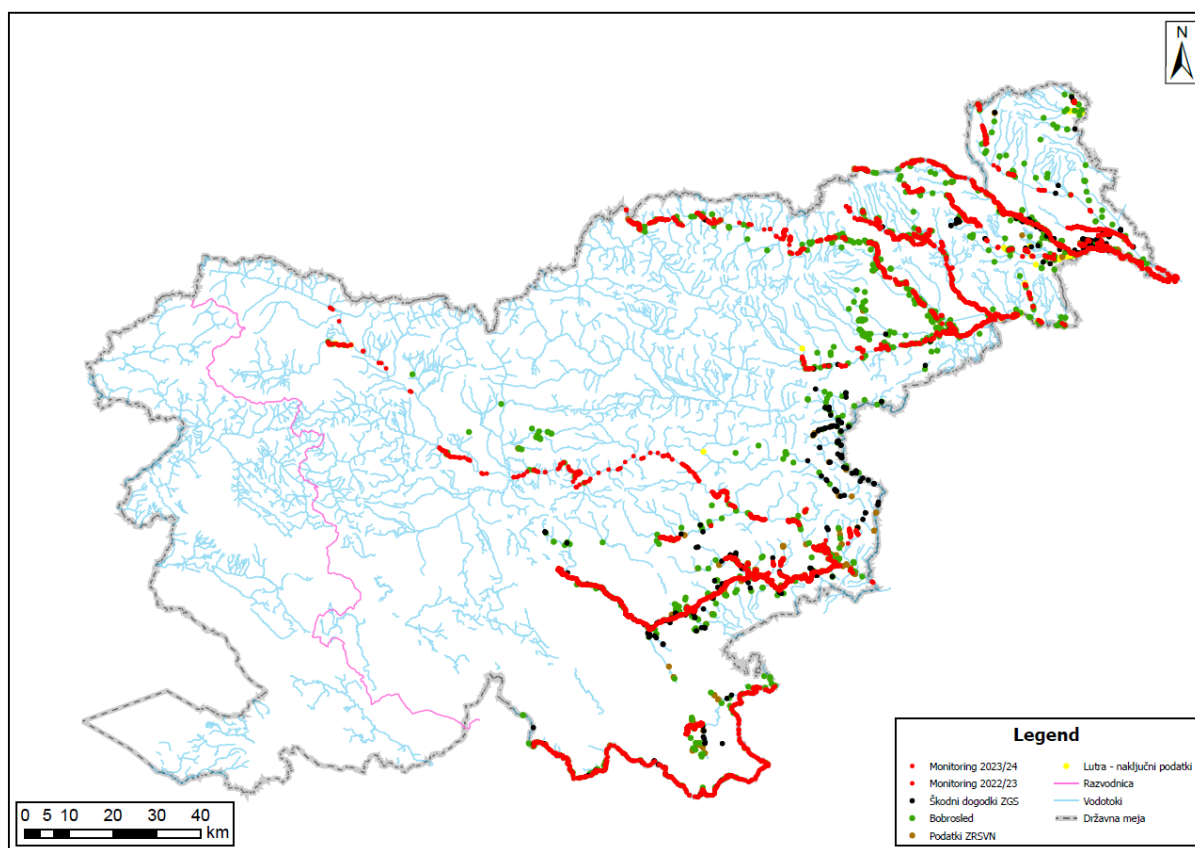 N
Legend
Monitoring 2023/24
Monitoring 2022/23
Škodni dogodki ZGS
Bobrosled
Podatki ZRSVN
Lutra - naključni podatki
Razvodnica
Vodotoki
Državna meja
0 5 10 20 30 40
km